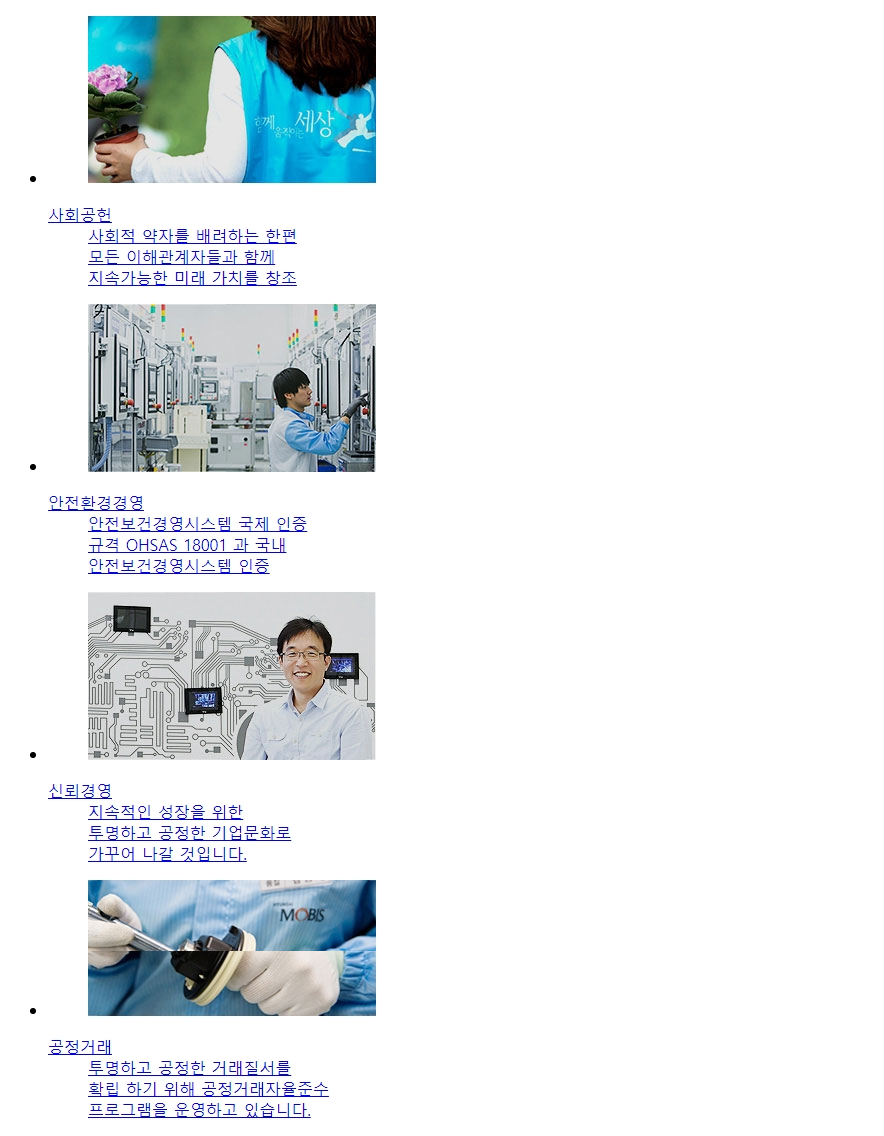 함께
움직이는
세상
사회공헌
사회적 약자를 배려하는 한편
모든 이해관계자들과 함께
지속가능한 미래 가치를 창조
안전환경경영
안전보건경영시스템 국제 인증
규격 OHSAS 18001 과 국내
안전보건경영시스템 인증
신뢰경영
지속적인 성장을 위한
투명하고 공정한 기업문화로
가꾸어 나갈 것입니다.
HYUNDAI
MOBIS
공정거래
투명하고 공정한 거래질서를
확립 하기 위해 공정거래자율준수
프로그램을 운영하고 있습니다.